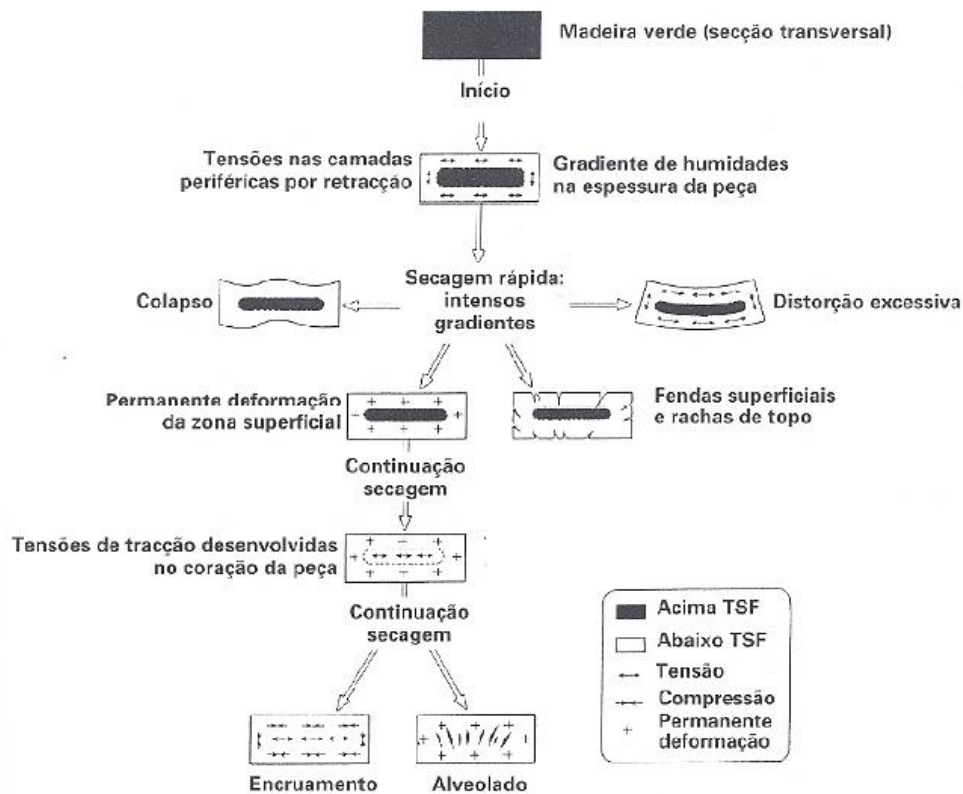 Madeira verde (secção transversal)
Início
Tensões nas camadas
periféricas por retracção
Gradiente de humidades
na espessura da peça
Colapso
Secagem rápida:
intensos
gradientes
Distorção excessiva
Permanente deformação
da zona superficial
Fendas superficiais
e rachas de topo
Continuação
secagem
Tensões de tracção desenvolvidas
no coração da peça
Continuação
secagem
Acima TSF
Abaixo TSF
Tensão
Compressão
Permanente
deformação
Encruamento
Alveolado